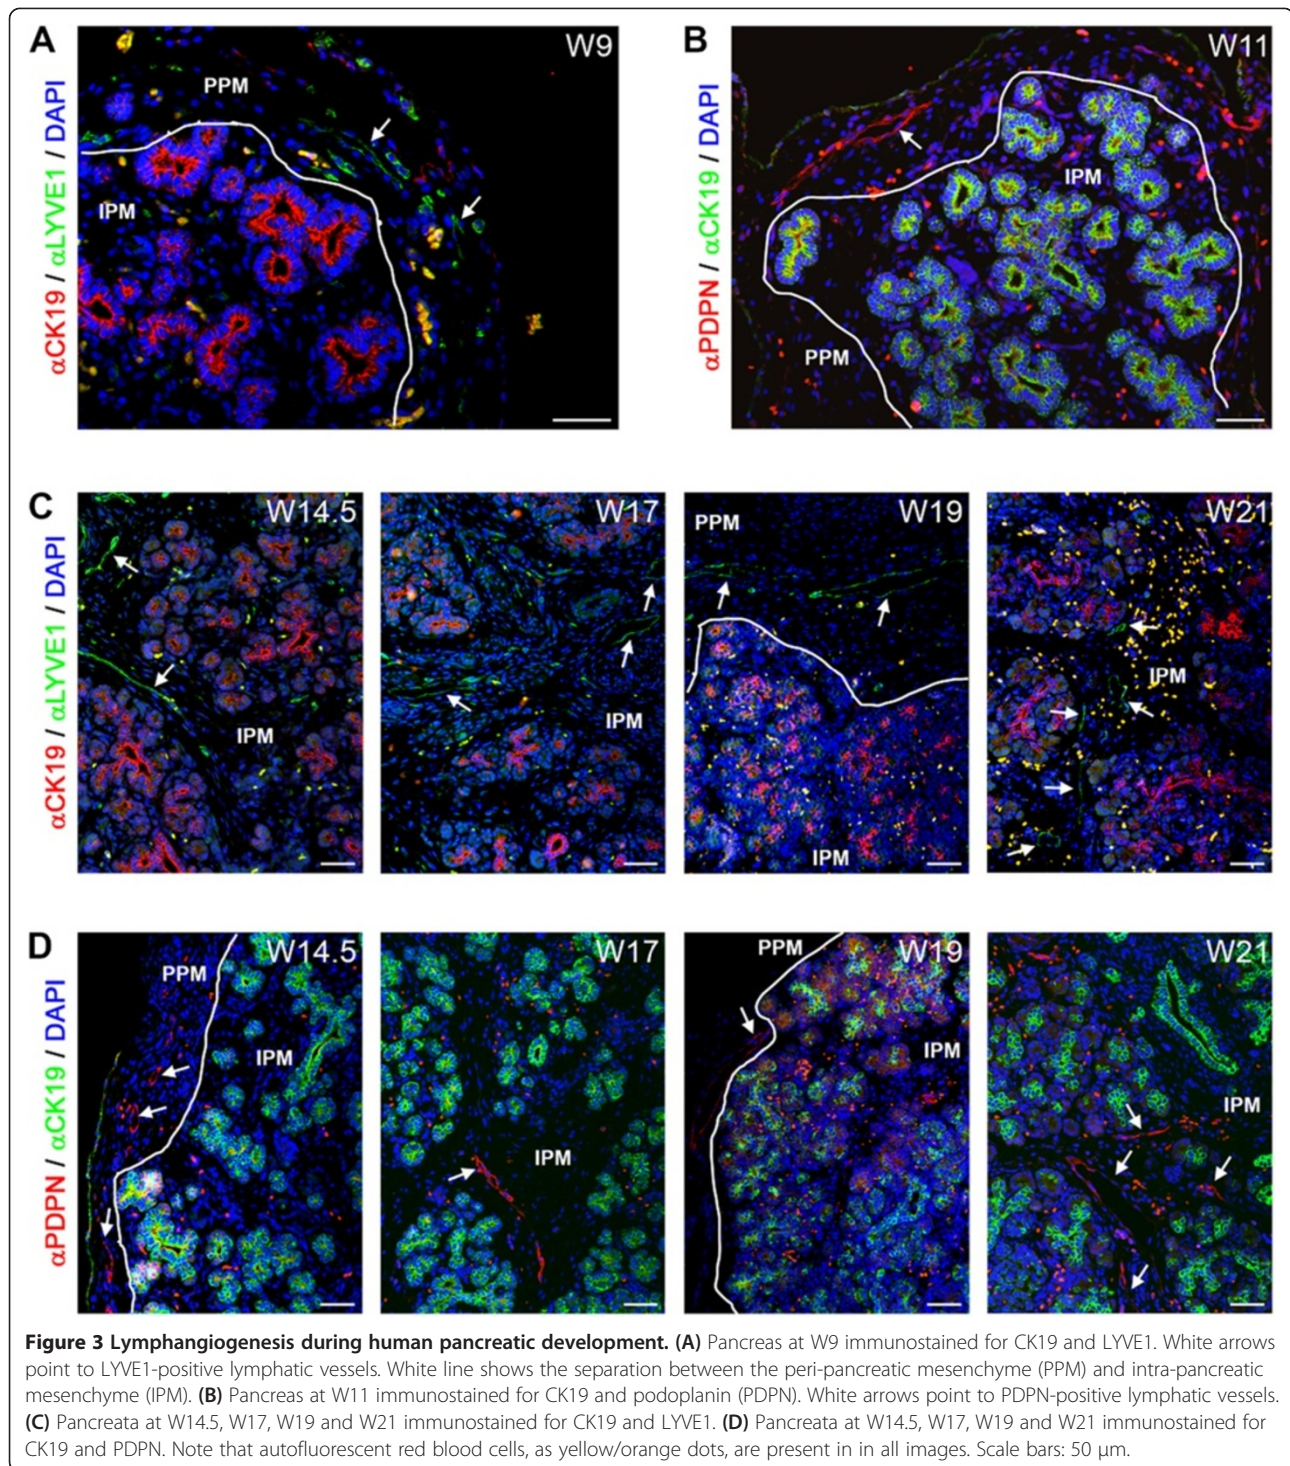 A
W9
PPM
IPM
αCK19 / αLYVE1 / DAPI
B
W11
IPM
PPM
αPDPN / αCK19 / DAPI
C
αCK19 / αLYVE1 / DAPI
W14.5
IPM
W17
IPM
W19
PPM
IPM
W21
IPM
D
αPDPN / αCK19 / DAPI
W14.5
PPM
IPM
W17
IPM
W19
PPM
IPM
W21
IPM
Figure 3 Lymphangiogenesis during human pancreatic development. (A) Pancreas at W9 immunostained for CK19 and LYVE1. White arrows
point to LYVE1-positive lymphatic vessels. White line shows the separation between the peri-pancreatic mesenchyme (PPM) and intra-pancreatic
mesenchyme (IPM). (B) Pancreas at W11 immunostained for CK19 and podoplanin (PDPN). White arrows point to PDPN-positive lymphatic vessels.
(C) Pancreata at W14.5, W17, W19 and W21 immunostained for CK19 and LYVE1. (D) Pancreata at W14.5, W17, W19 and W21 immunostained for
CK19 and PDPN. Note that autofluorescent red blood cells, as yellow/orange dots, are present in in all images. Scale bars: 50 μm.